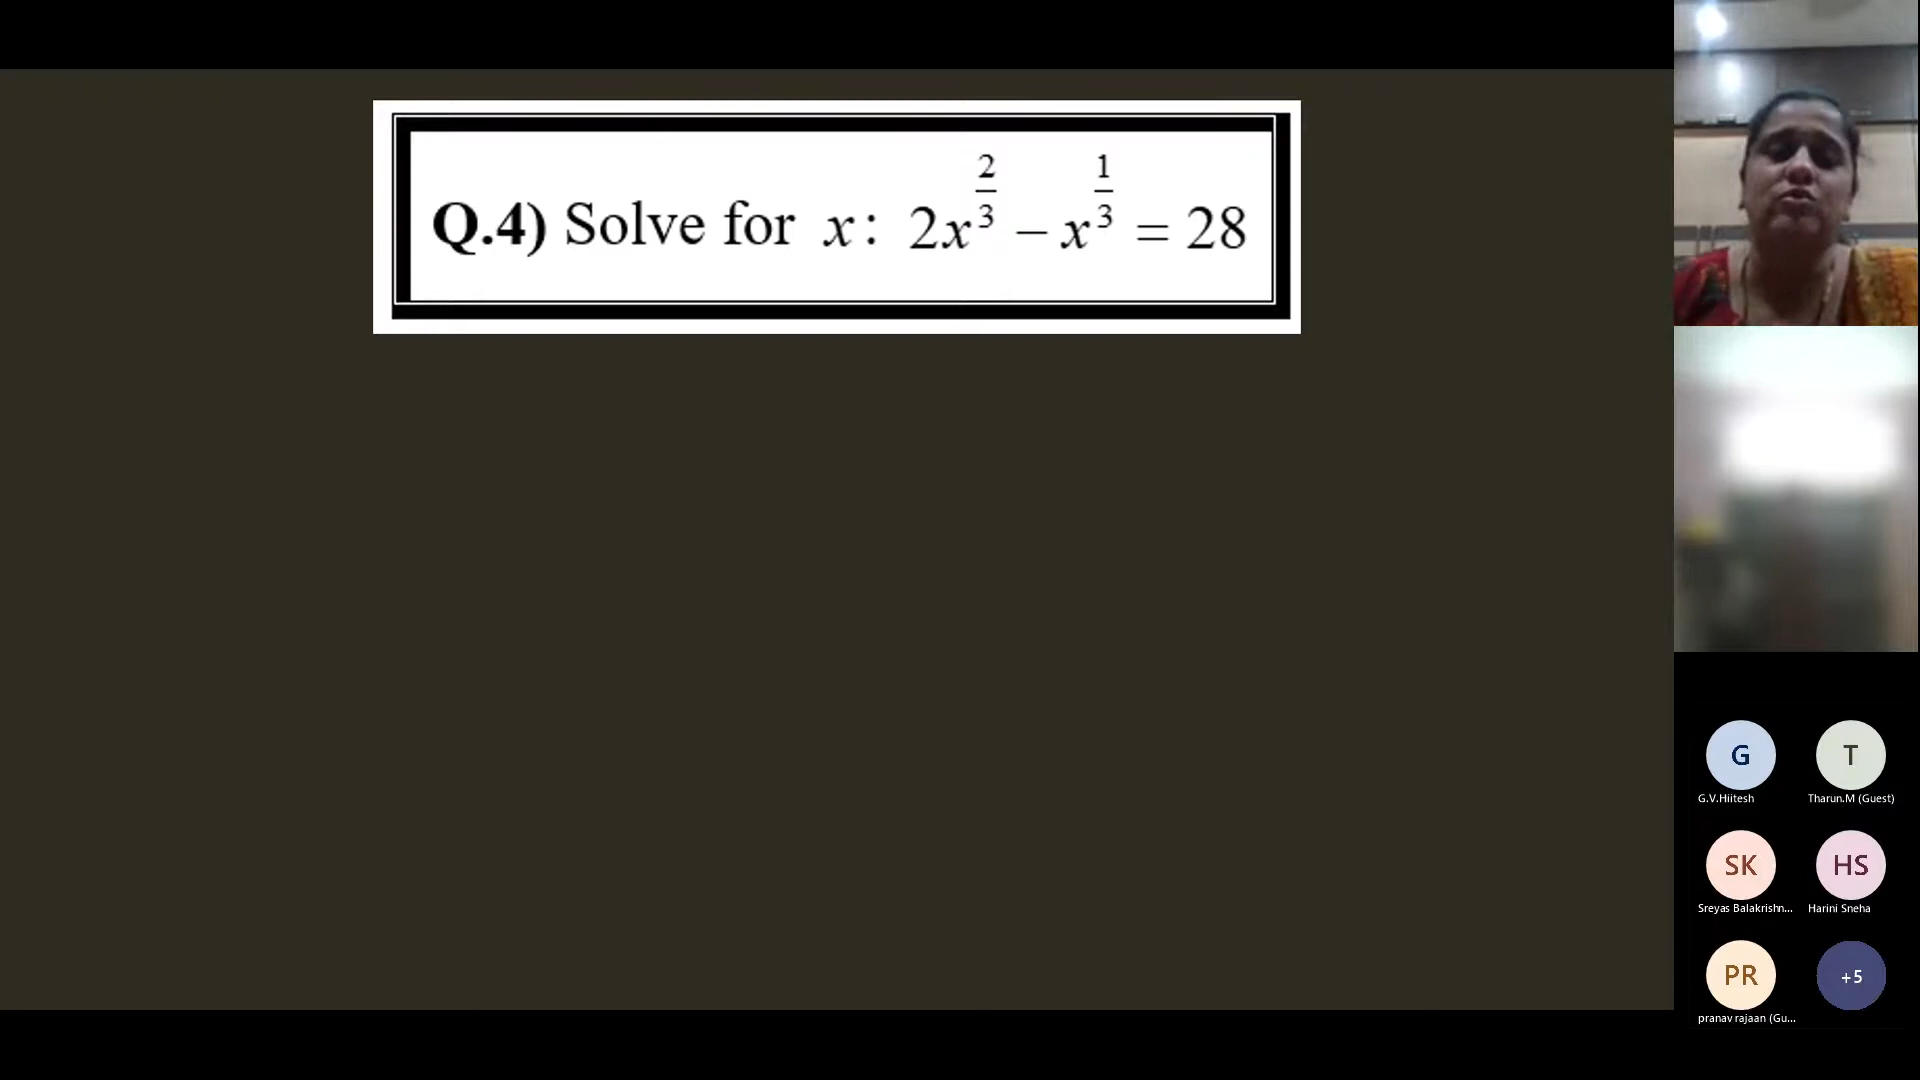 Q.4) Solve for x: 2x^{2/3} − x^{1/3} = 28
G
T
G.V.Hiitesh
Tharun.M (Guest)
SK
HS
Sreyas Balakrishn...
Harini Sneha
PR
+5
pranav rajaan (Gu...